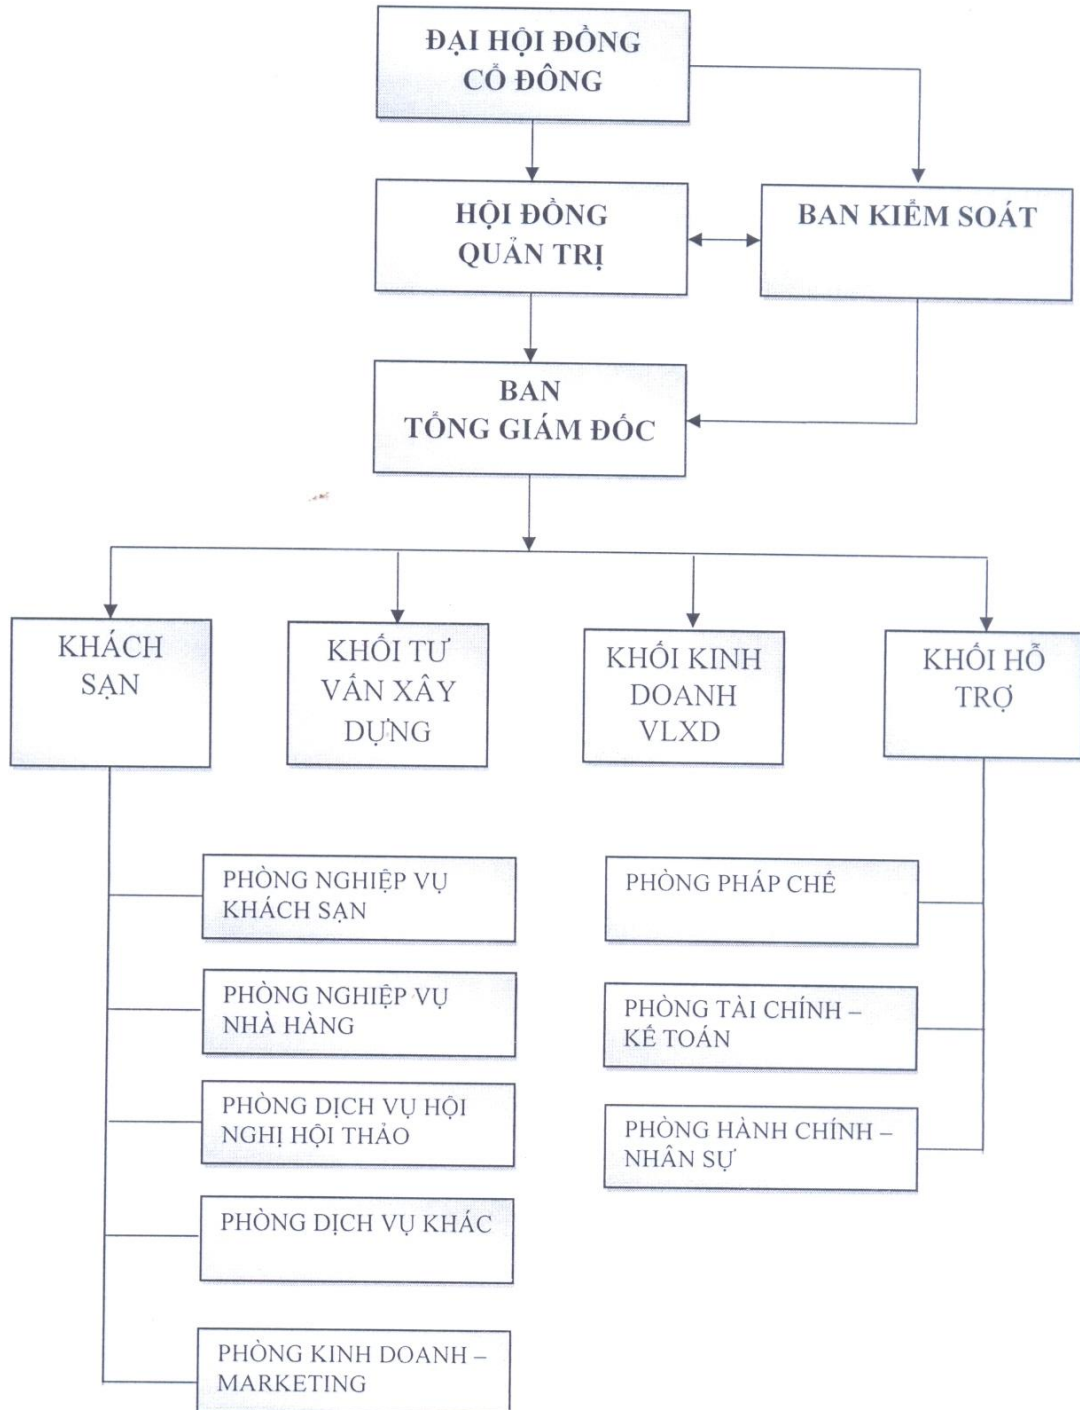 ĐẠI HỘI ĐỒNG
CỔ ĐÔNG
HỘI ĐỒNG
QUẢN TRỊ
BAN KIỂM SOÁT
BAN
TỔNG GIÁM ĐỐC
KHÁCH
SẠN
KHỐI TƯ
VẤN XÂY
DỰNG
KHỐI KINH
DOANH
VLXD
KHỐI HỖ
TRỢ
PHÒNG NGHIỆP VỤ
KHÁCH SẠN
PHÒNG NGHIỆP VỤ
NHÀ HÀNG
PHÒNG DỊCH VỤ HỘI
NGHỊ HỘI THẢO
PHÒNG DỊCH VỤ KHÁC
PHÒNG KINH DOANH –
MARKETING
PHÒNG PHÁP CHẾ
PHÒNG TÀI CHÍNH –
KẾ TOÁN
PHÒNG HÀNH CHÍNH –
NHÂN SỰ